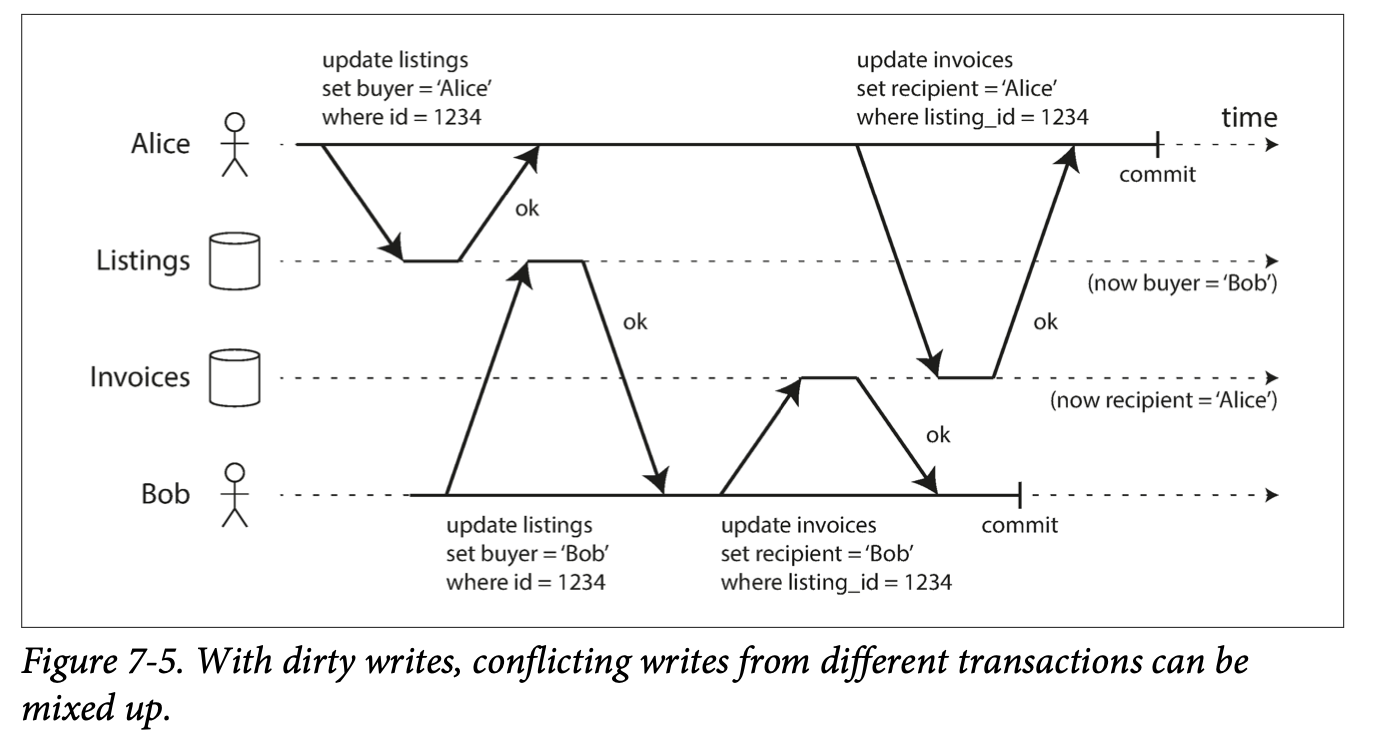 update listings
set buyer = ‘Alice’
where id = 1234
update invoices
set recipient = ‘Alice’
where listing_id = 1234
time
Alice
commit
ok
Listings
(now buyer = ‘Bob’)
ok
ok
Invoices
(now recipient = ‘Alice’)
ok
Bob
update listings
set buyer = ‘Bob’
where id = 1234
update invoices
set recipient = ‘Bob’
where listing_id = 1234
commit
Figure 7-5. With dirty writes, conflicting writes from different transactions can be
mixed up.